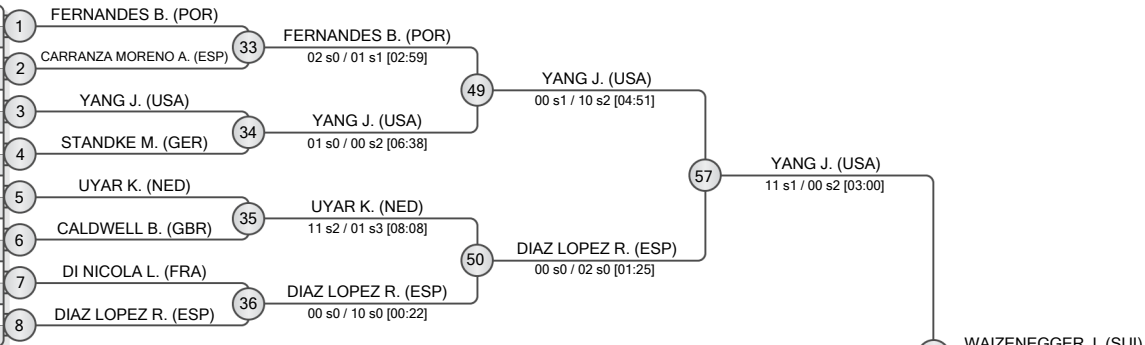 1 FERNANDES B. (POR)
2 CARRANZA MORENO A. (ESP)
3 YANG J. (USA)
4 STANDKE M. (GER)
5 UYAR K. (NED)
6 CALDWELL B. (GBR)
7 DI NICOLA L. (FRA)
8 DIAZ LOPEZ R. (ESP)
33 FERNANDES B. (POR)
02 s0 / 01 s1 [02:59]
34 YANG J. (USA)
01 s0 / 00 s2 [06:38]
35 UYAR K. (NED)
11 s2 / 01 s3 [08:08]
36 DIAZ LOPEZ R. (ESP)
00 s0 / 10 s0 [00:22]
49 YANG J. (USA)
00 s1 / 10 s2 [04:51]
50 DIAZ LOPEZ R. (ESP)
00 s0 / 02 s0 [01:25]
57 YANG J. (USA)
11 s1 / 00 s2 [03:00]
WAIZENEGGER J. (SUI)